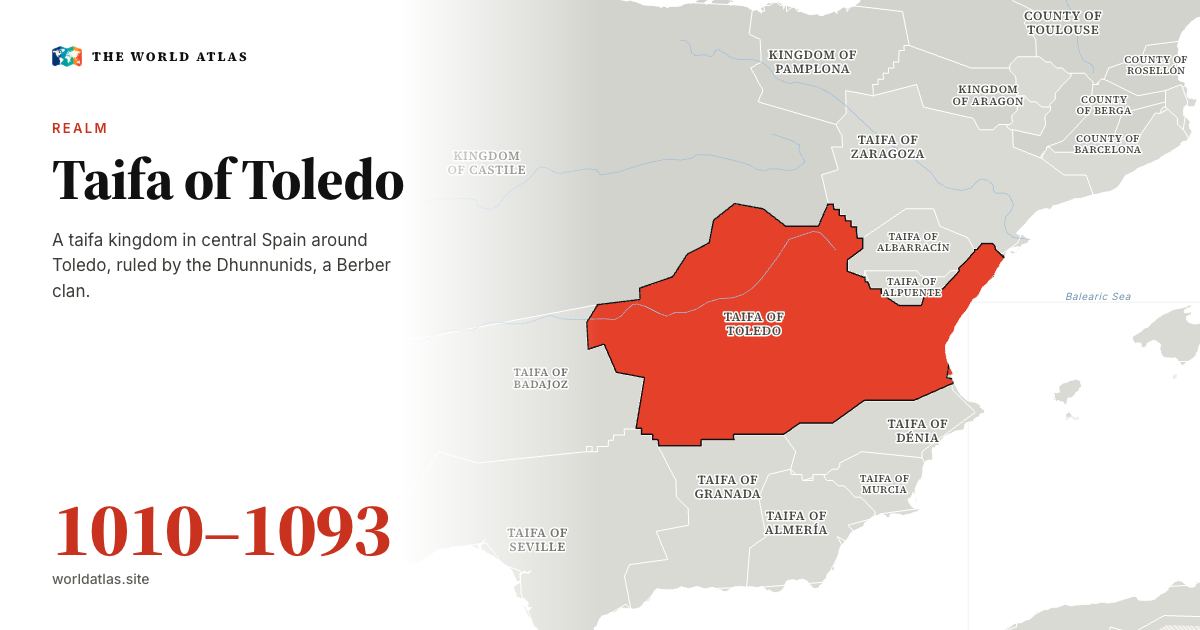 THE WORLD ATLAS
REALM
Taifa of Toledo
A taifa kingdom in central Spain around
Toledo, ruled by the Dhunnunids, a Berber
clan.
1010–1093
worldatlas.site
COUNTY OF
TOULOUSE
KINGDOM OF
PAMPLONA
COUNTY OF
ROSELLÓN
KINGDOM
OF ARAGON
COUNTY
OF BERGA
COUNTY OF
BARCELONA
TAIFA OF
ZARAGOZA
KINGDOM
OF CASTILE
TAIFA OF
ALBARRACÍN
TAIFA OF
ALPUENTE
Balearic Sea
TAIFA OF
TOLEDO
TAIFA OF
BADAJOZ
TAIFA OF
DÉNIA
TAIFA OF
GRANADA
TAIFA OF
MURCIA
TAIFA OF
ALMERÍA
TAIFA OF
SEVILLE